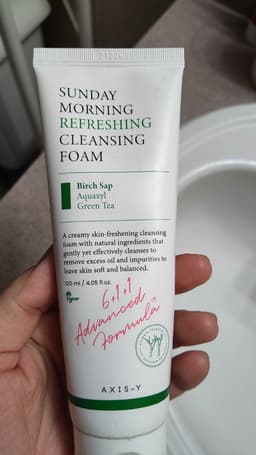 SUNDAY
MORNING
REFRESHING
CLEANSING
FOAM
Birch Sap
Aquaxyl
Green Tea
A creamy skin-freshening cleansing
foam with natural ingredients that
gently yet effectively cleanses to
remove excess oil and impurities to
leave skin soft and balanced.
120 ml / 4.05 fl.oz.
Vegan
6+1+1
Advanced
Formula
AXIS-Y